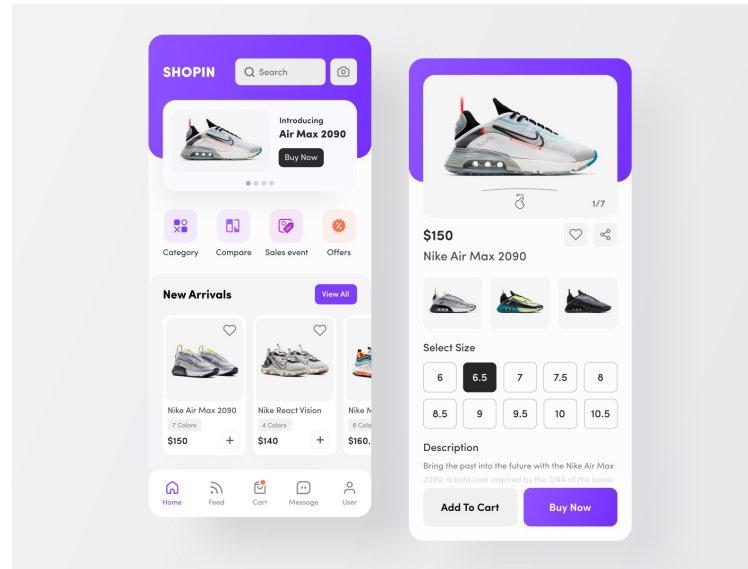 SHOPIN
Search
Introducing
Air Max 2090
Buy Now
Category
Compare
Sales event
Offers
New Arrivals
View All
Nike Air Max 2090
7 Colors
$150
+
Nike React Vision
4 Colors
$140
+
Nike M
8 Colo
$160.
Home
Feed
Cart
Message
User
1/7
$150
Nike Air Max 2090
Select Size
6
6.5
7
7.5
8
8.5
9
9.5
10
10.5
Description
Bring the past into the future with the Nike Air Max
2090, a bold look inspired by the DNA of the iconic
Add To Cart
Buy Now